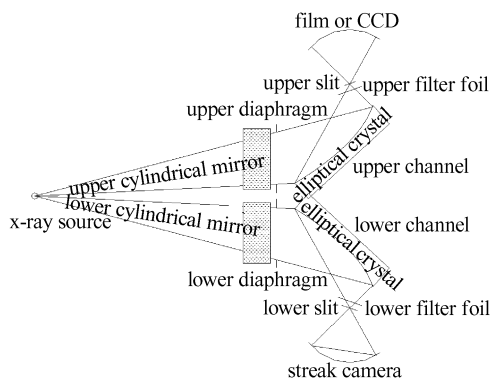 film or CCD
upper slit
upper filter foil
upper diaphragm
elliptical crystal
upper cylindrical mirror
upper channel
x-ray source
lower cylindrical mirror
lower channel
elliptical crystal
lower diaphragm
lower slit
lower filter foil
streak camera